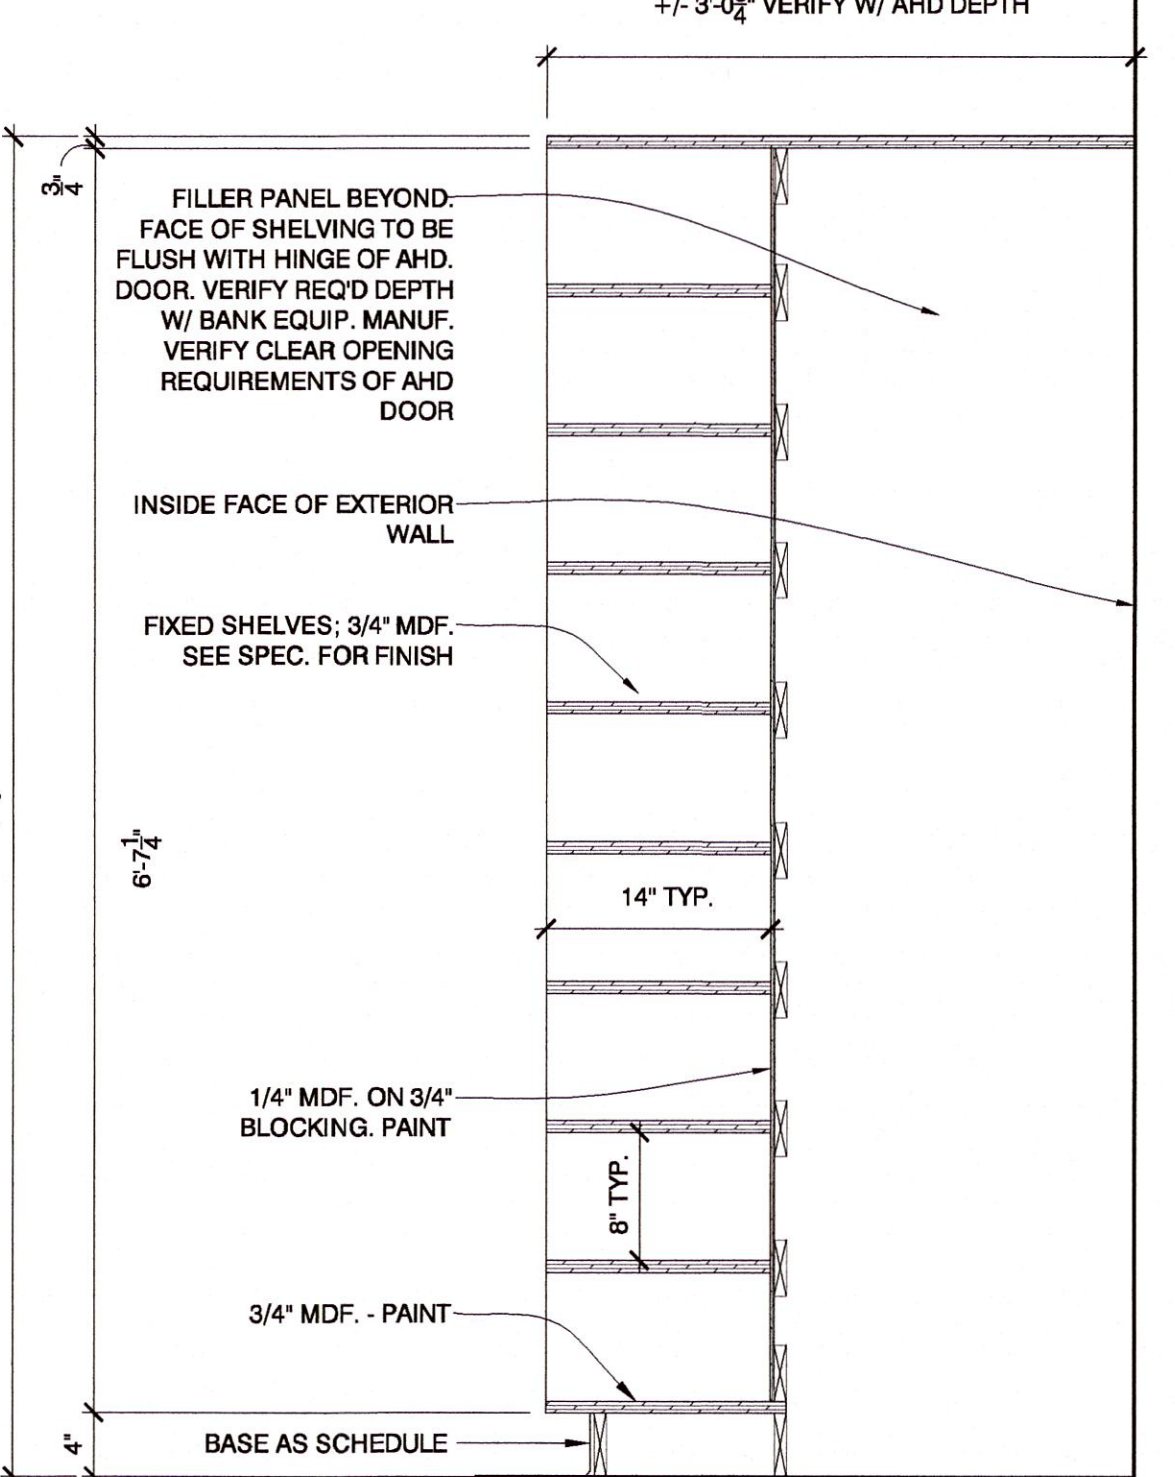 +/- 3'-0¾" VERIFY W/ AHD DEPTH
3/4"
FILLER PANEL BEYOND.
FACE OF SHELVING TO BE
FLUSH WITH HINGE OF AHD.
DOOR. VERIFY REQ'D DEPTH
W/ BANK EQUIP. MANUF.
VERIFY CLEAR OPENING
REQUIREMENTS OF AHD
DOOR
INSIDE FACE OF EXTERIOR
WALL
FIXED SHELVES; 3/4" MDF.
SEE SPEC. FOR FINISH
6'-7¼"
14" TYP.
1/4" MDF. ON 3/4"
BLOCKING. PAINT
8" TYP.
3/4" MDF. - PAINT
4"
BASE AS SCHEDULE